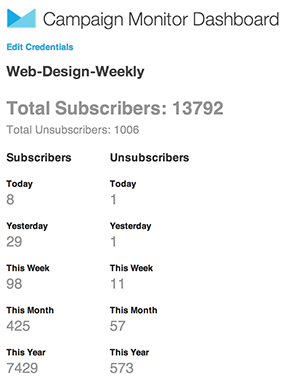 Campaign Monitor Dashboard
Edit Credentials
Web-Design-Weekly
Total Subscribers: 13792
Total Unsubscribers: 1006
Subscribers Unsubscribers
Today Today
8 1
Yesterday Yesterday
29 1
This Week This Week
98 11
This Month This Month
425 57
This Year This Year
7429 573